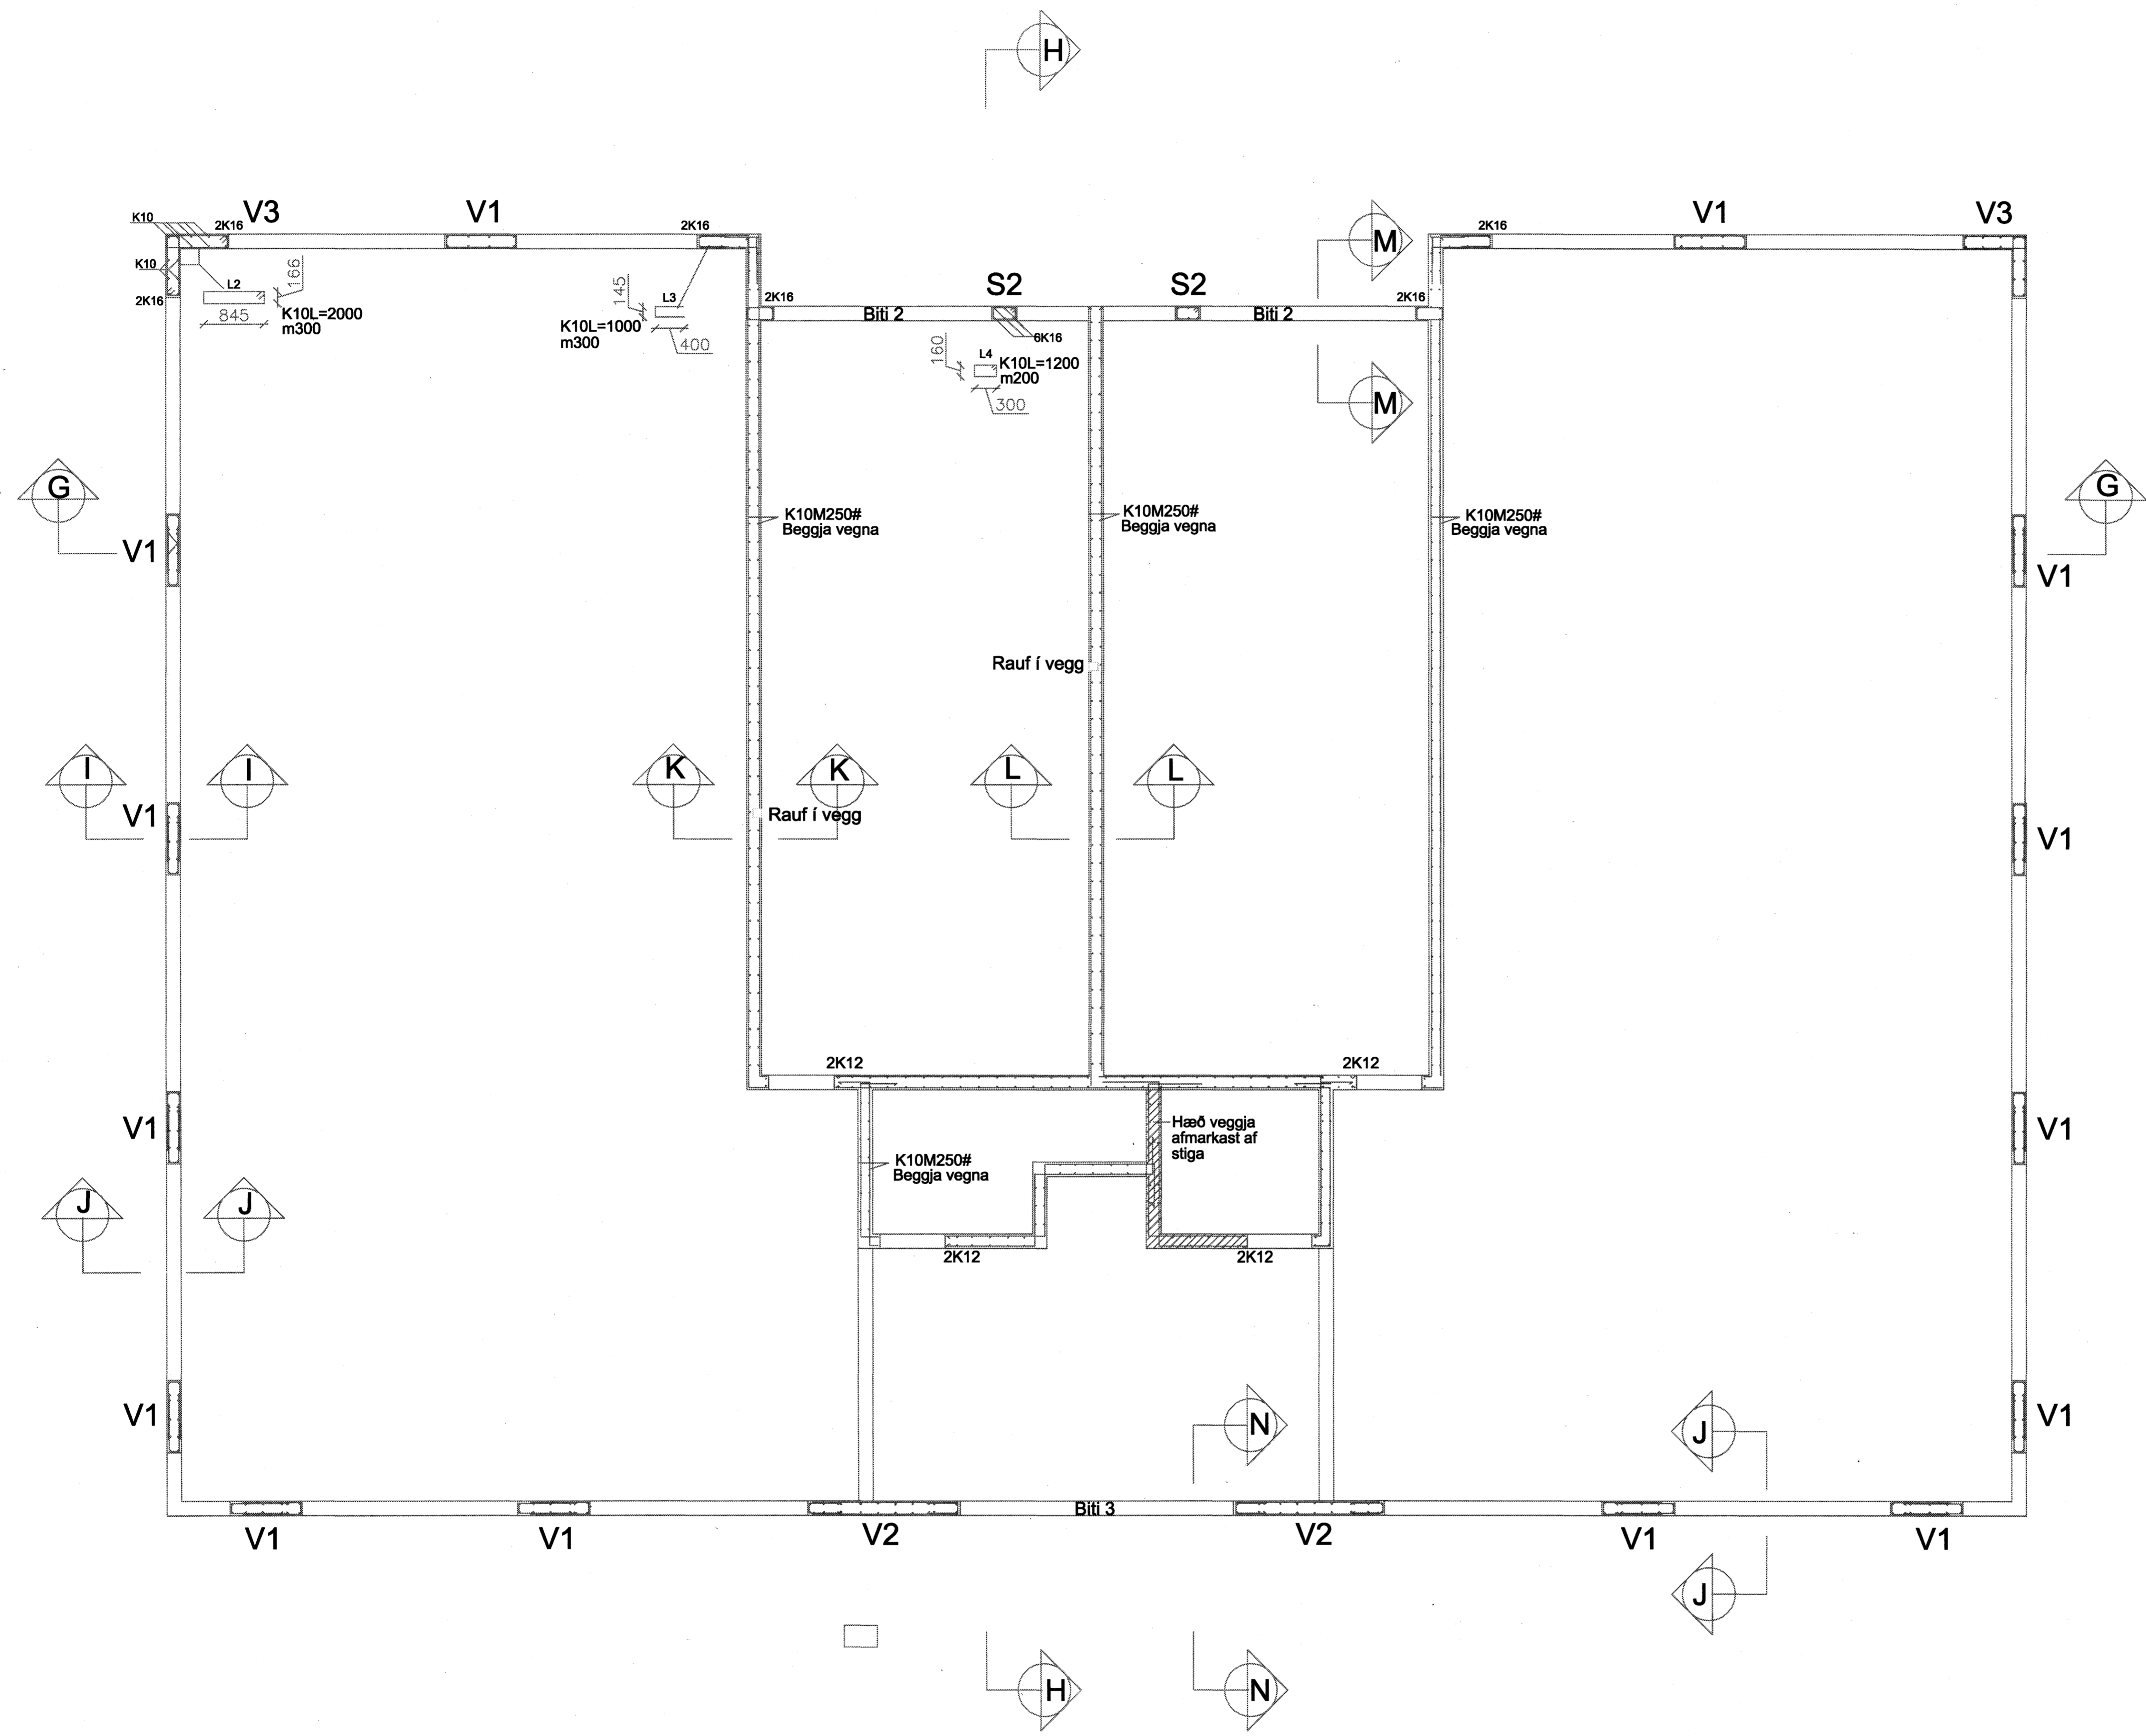 H
V3
V1
V1
V3
K10
2K16
2K16
2K16
M
K10
2K16
L2
166
845
K10L=2000
m300
145
L3
K10L=1000
m300
400
2K16
Biti 2
S2
S2
Biti 2
2K16
6K16
160
L4
K10L=1200
m200
300
M
G
G
K10M250#
Beggja vegna
K10M250#
Beggja vegna
K10M250#
Beggja vegna
V1
V1
Rauf í vegg
I
I
K
K
L
L
V1
Rauf í vegg
V1
2K12
2K12
V1
Hæð veggja
afmarkast af
stiga
V1
K10M250#
Beggja vegna
J
J
2K12
2K12
V1
N
J
V1
Biti 3
V1
V1
V2
V2
V1
V1
J
H
N